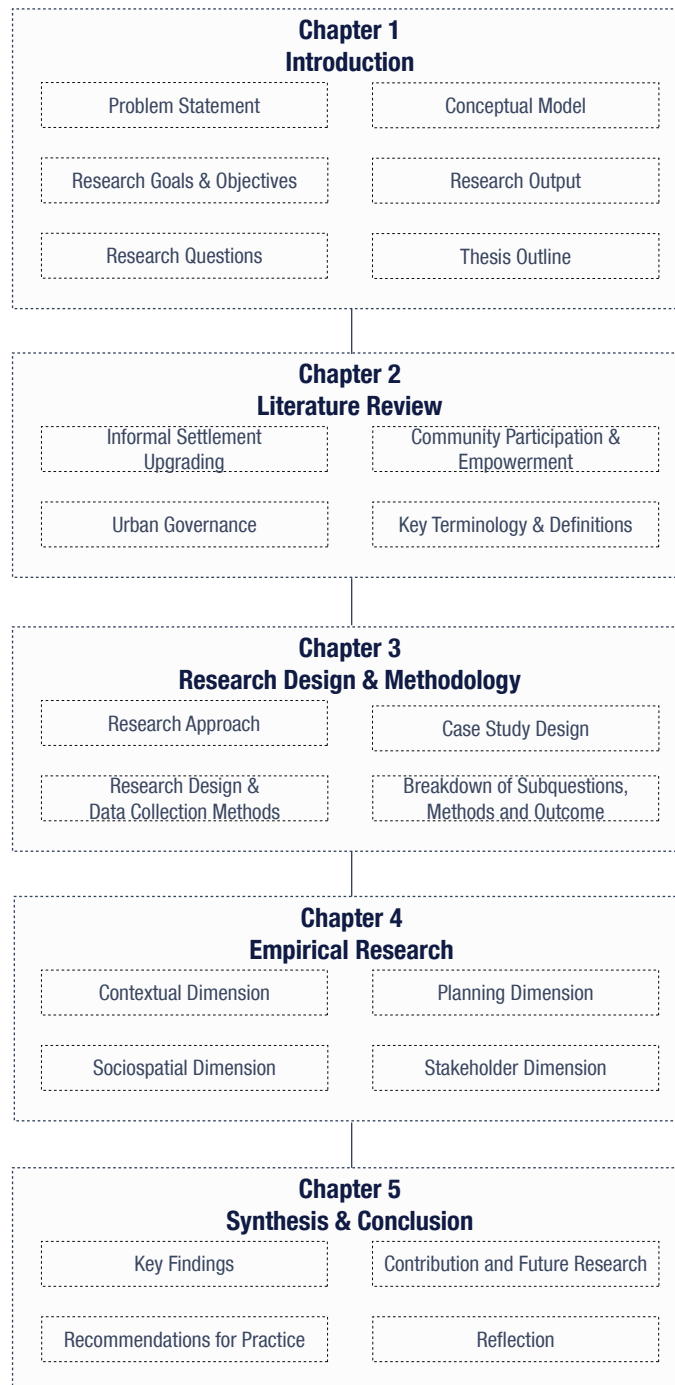 Chapter 1
Introduction
Problem Statement
Conceptual Model
Research Goals & Objectives
Research Output
Research Questions
Thesis Outline
Chapter 2
Literature Review
Informal Settlement
Upgrading
Community Participation &
Empowerment
Urban Governance
Key Terminology & Definitions
Chapter 3
Research Design & Methodology
Research Approach
Case Study Design
Research Design &
Data Collection Methods
Breakdown of Subquestions,
Methods and Outcome
Chapter 4
Empirical Research
Contextual Dimension
Planning Dimension
Sociospatial Dimension
Stakeholder Dimension
Chapter 5
Synthesis & Conclusion
Key Findings
Contribution and Future Research
Recommendations for Practice
Reflection